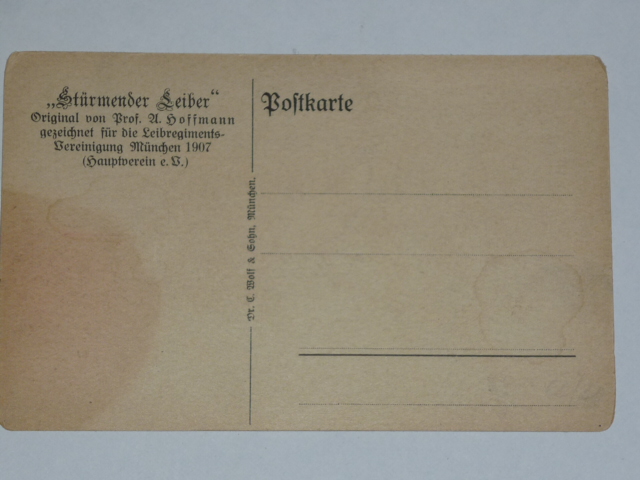 „Stürmender Leiber“
Original von Prof. A. Hoffmann
gezeichnet für die Leibregiments-
Vereinigung München 1907
(Hauptverein e. V.)
Dr. C. Wolf & Sohn, München.
Postkarte